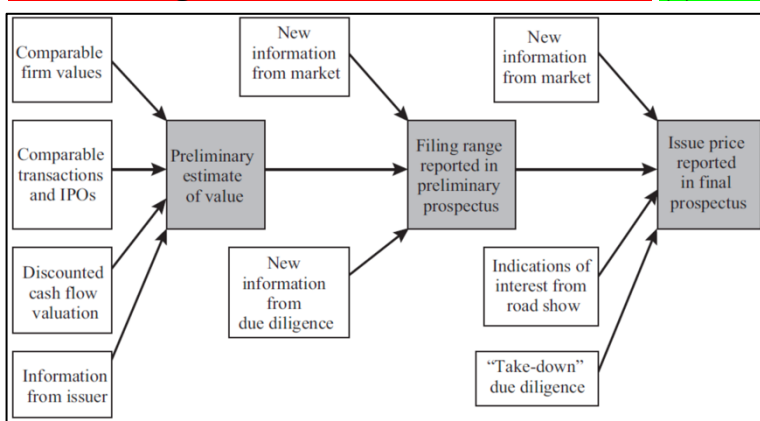 Comparable
firm values
New
information
from market
New
information
from market
Comparable
transactions
and IPOs
Preliminary
estimate
of value
Filing range
reported in
preliminary
prospectus
Issue price
reported
in final
prospectus
Discounted
cash flow
valuation
New
information
from
due diligence
Indications of
interest from
road show
Information
from issuer
“Take-down”
due diligence